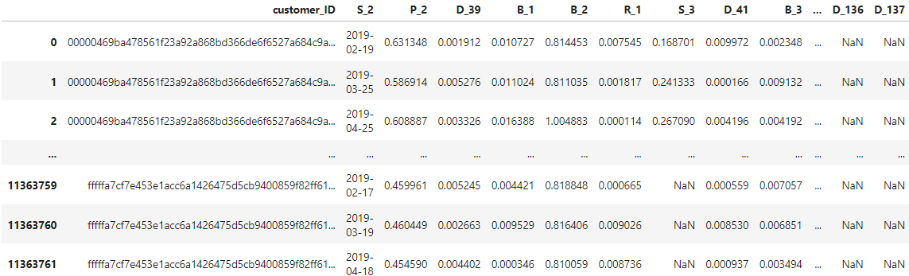 customer_ID S_2 P_2 D_39 B_1 B_2 R_1 S_3 D_41 B_3 ... D_136 D_137
0 00000469ba478561f23a92a868bd366de6f6527a684c9a... 2019-02-19 0.631348 0.001912 0.010727 0.814453 0.007545 0.168701 0.009972 0.002348 ... NaN NaN
1 00000469ba478561f23a92a868bd366de6f6527a684c9a... 2019-03-25 0.586914 0.005276 0.011024 0.811035 0.001817 0.241333 0.000166 0.009132 ... NaN NaN
2 00000469ba478561f23a92a868bd366de6f6527a684c9a... 2019-04-25 0.608887 0.003326 0.016388 1.004883 0.000114 0.267090 0.004196 0.004192 ... NaN NaN
... ... ... ... ... ... ... ... ... ... ... ... ... ...
11363759 fffffa7cf7e453e1acc6a1426475d5cb9400859f82ff61... 2019-02-17 0.459961 0.005245 0.004421 0.818848 0.000665 NaN 0.000559 0.007057 ... NaN NaN
11363760 fffffa7cf7e453e1acc6a1426475d5cb9400859f82ff61... 2019-03-19 0.460449 0.002663 0.009529 0.816406 0.009026 NaN 0.008530 0.006851 ... NaN NaN
11363761 fffffa7cf7e453e1acc6a1426475d5cb9400859f82ff61... 2019-04-18 0.454590 0.004402 0.000346 0.810059 0.008736 NaN 0.000937 0.003494 ... NaN NaN